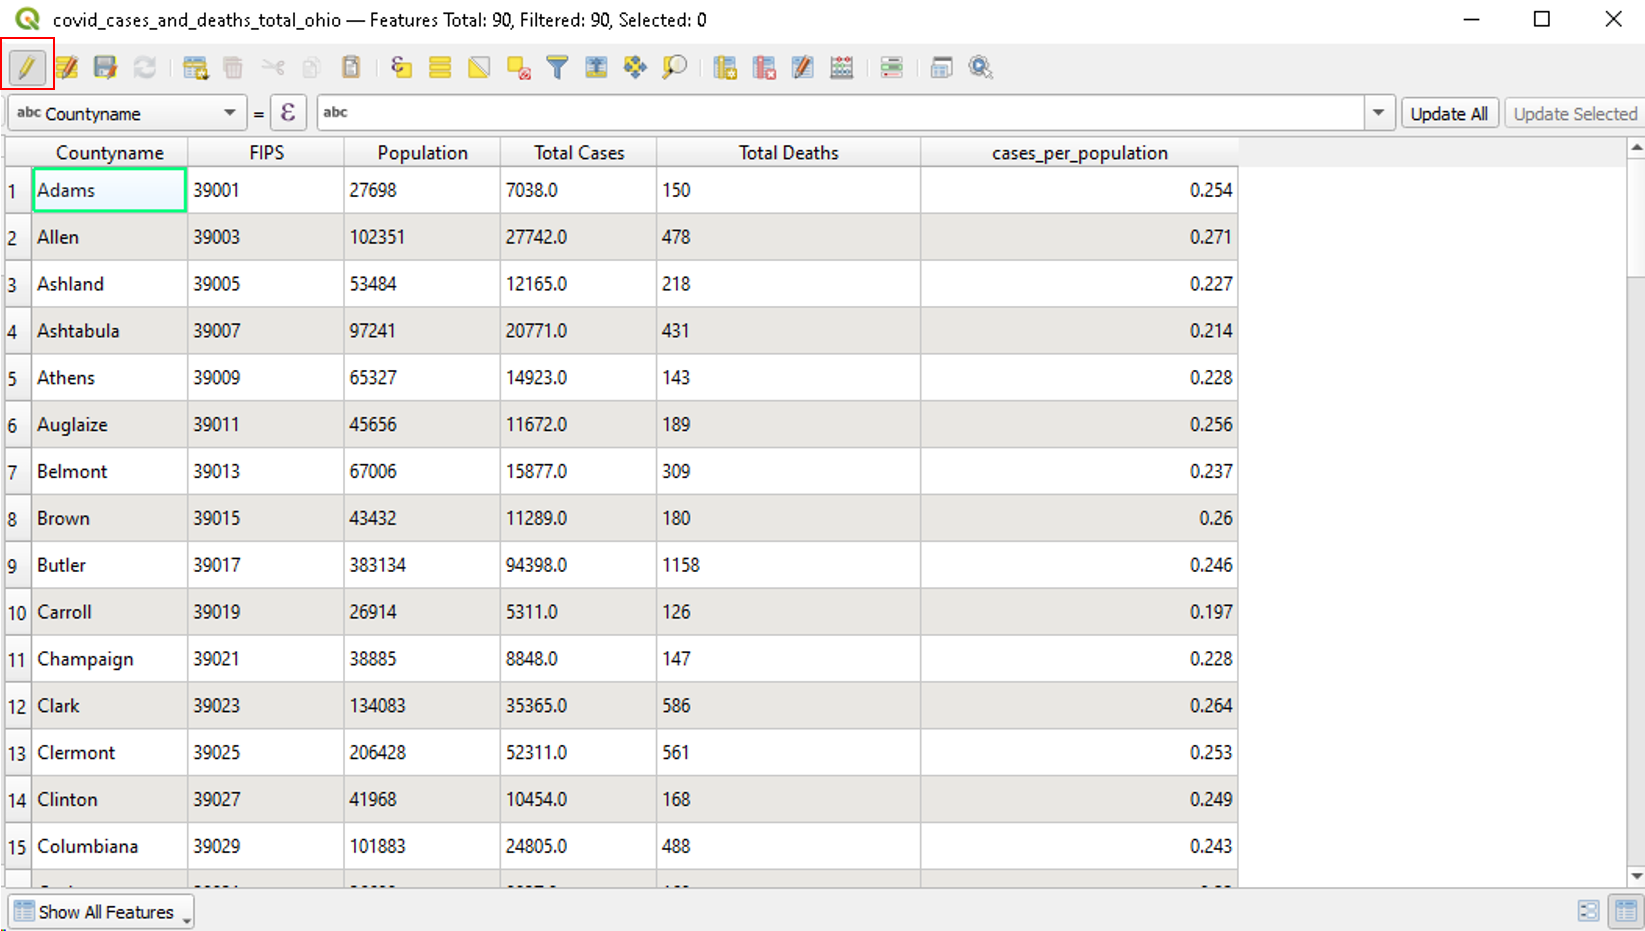 covid_cases_and_deaths_total_ohio — Features Total: 90, Filtered: 90, Selected: 0
abc Countyname = ε abc Update All Update Selected
Countyname FIPS Population Total Cases Total Deaths cases_per_population
1 Adams 39001 27698 7038.0 150 0.254
2 Allen 39003 102351 27742.0 478 0.271
3 Ashland 39005 53484 12165.0 218 0.227
4 Ashtabula 39007 97241 20771.0 431 0.214
5 Athens 39009 65327 14923.0 143 0.228
6 Auglaize 39011 45656 11672.0 189 0.256
7 Belmont 39013 67006 15877.0 309 0.237
8 Brown 39015 43432 11289.0 180 0.26
9 Butler 39017 383134 94398.0 1158 0.246
10 Carroll 39019 26914 5311.0 126 0.197
11 Champaign 39021 38885 8848.0 147 0.228
12 Clark 39023 134083 35365.0 586 0.264
13 Clermont 39025 206428 52311.0 561 0.253
14 Clinton 39027 41968 10454.0 168 0.249
15 Columbiana 39029 101883 24805.0 488 0.243
Show All Features